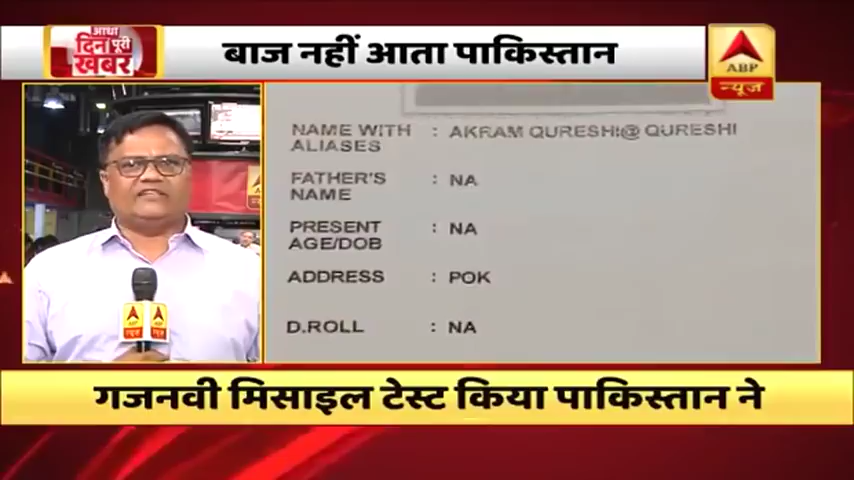 आधा
दिन पूरी
खबर
बाज नहीं आता पाकिस्तान
ABP
न्यूज़
NAME WITH : AKRAM QURESHI@ QURESHI
ALIASES
FATHER'S : NA
NAME
PRESENT : NA
AGE/DOB
ADDRESS : POK
D.ROLL : NA
ABP
न्यूज़
गजनवी मिसाइल टेस्ट किया पाकिस्तान ने